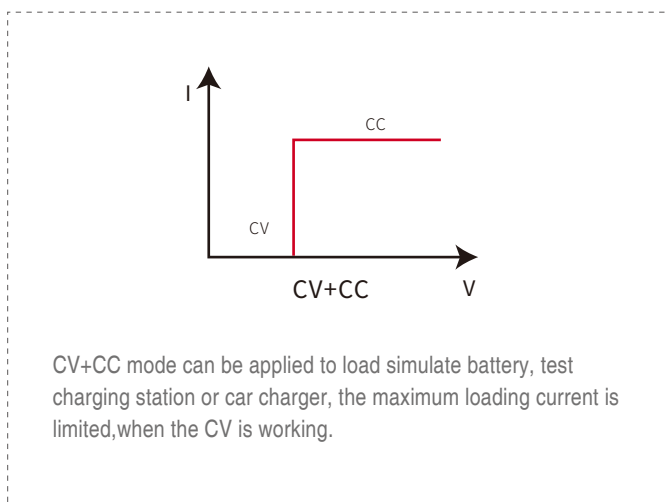 I
CC
CV
CV+CC
V
CV+CC mode can be applied to load simulate battery, test
charging station or car charger, the maximum loading current is
limited,when the CV is working.